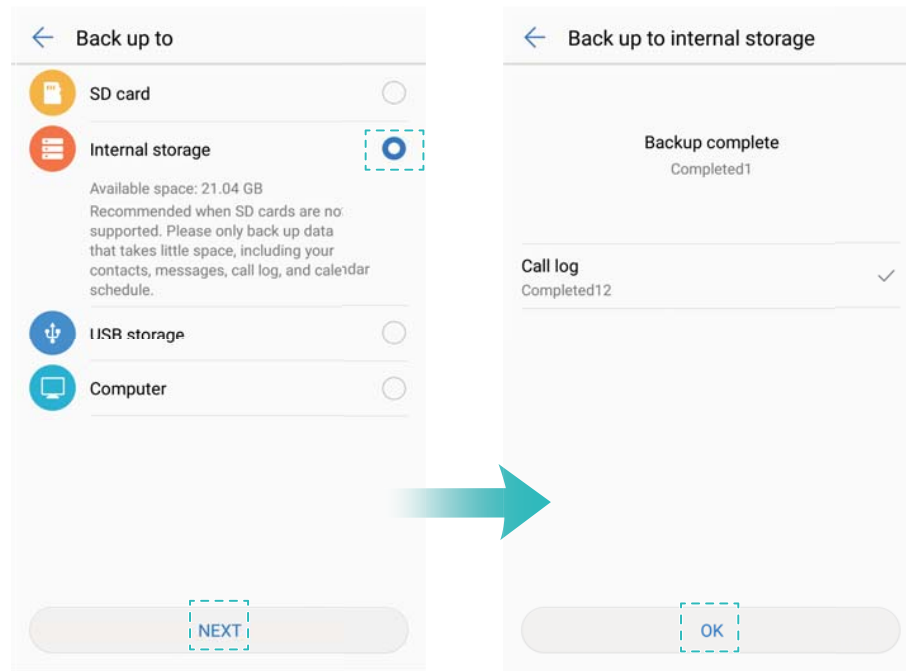 Back up to
SD card
Internal storage
Available space: 21.04 GB
Recommended when SD cards are no
supported. Please only back up data
that takes little space, including your
contacts, messages, call log, and calendar
schedule.
USB storage
Computer
NEXT
Back up to internal storage
Backup complete
Completed1
Call log
Completed12
OK